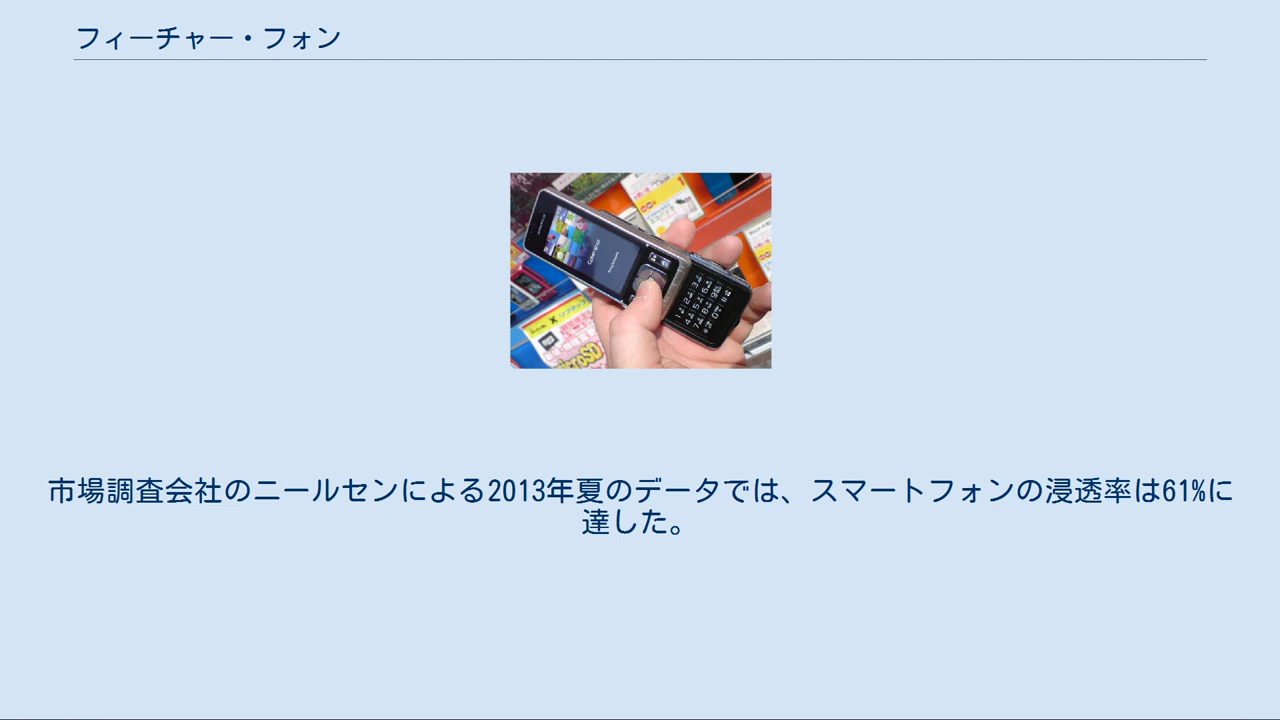 フィーチャー・フォン
microSD
市場調査会社のニールセンによる2013年夏のデータでは、スマートフォンの浸透率は61%に
達した。